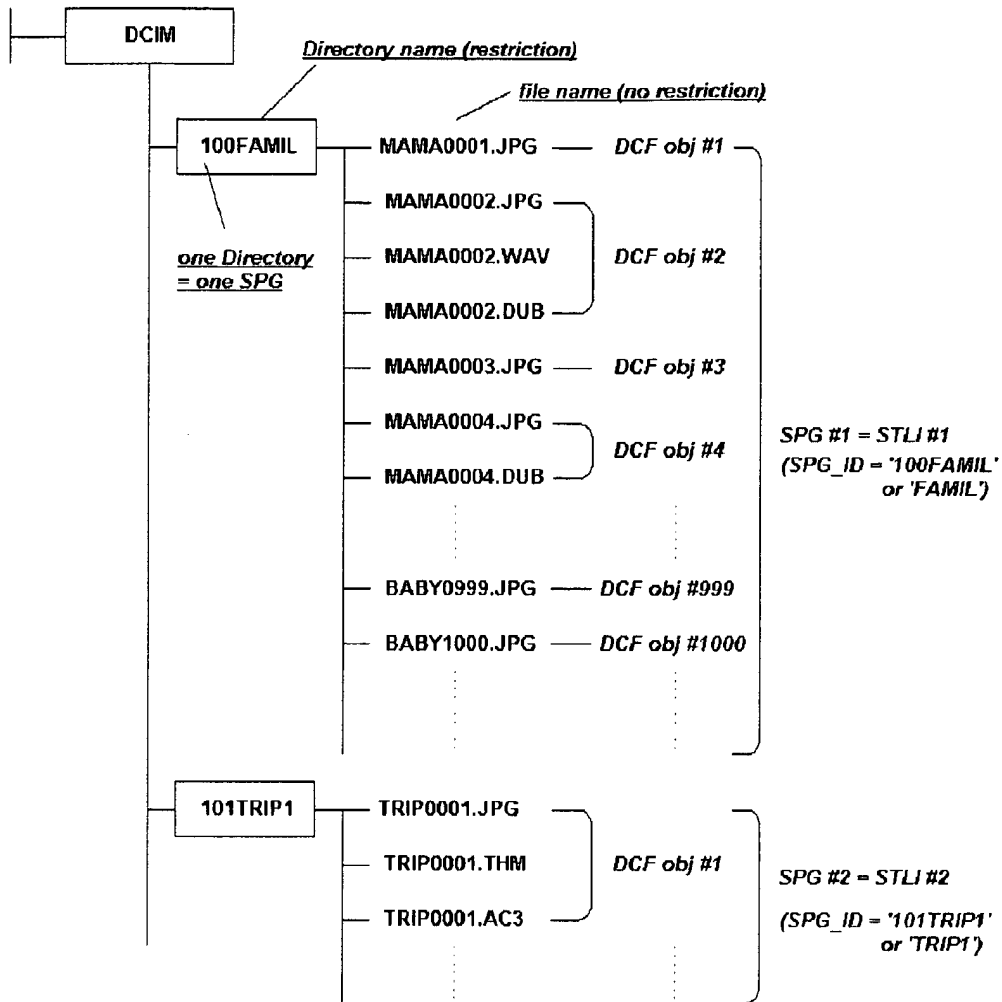 DCIM
Directory name (restriction)
file name (no restriction)
100FAMIL
MAMA0001.JPG
DCF obj #1
MAMA0002.JPG
one Directory
= one SPG
MAMA0002.WAV
DCF obj #2
MAMA0002.DUB
MAMA0003.JPG
DCF obj #3
MAMA0004.JPG
DCF obj #4
MAMA0004.DUB
SPG #1 = STLI #1
(SPG_ID = '100FAMIL'
or 'FAMIL')
BABY0999.JPG
DCF obj #999
BABY1000.JPG
DCF obj #1000
101TRIP1
TRIP0001.JPG
TRIP0001.THM
DCF obj #1
TRIP0001.AC3
SPG #2 = STLI #2
(SPG_ID = '101TRIP1'
or 'TRIP1')